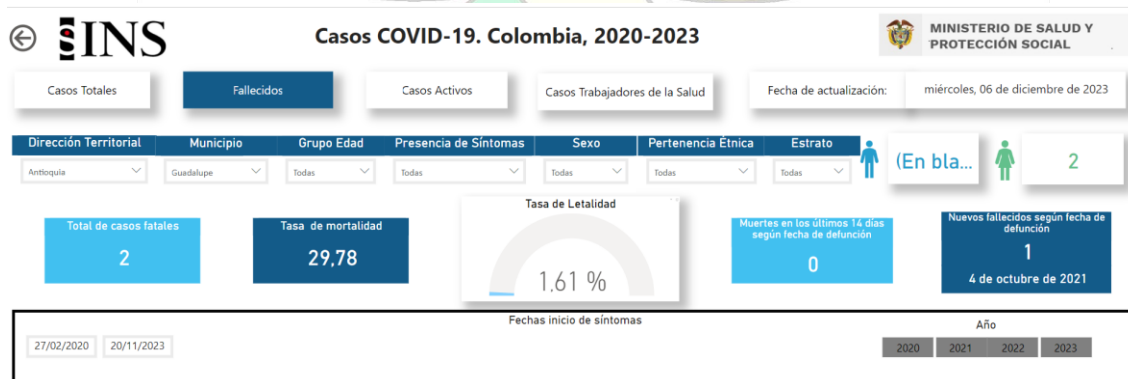 INS
Casos COVID-19. Colombia, 2020-2023
MINISTERIO DE SALUD Y
PROTECCIÓN SOCIAL
Casos Totales
Fallecidos
Casos Activos
Casos Trabajadores de la Salud
Fecha de actualización:
miércoles, 06 de diciembre de 2023
Dirección Territorial
Municipio
Grupo Edad
Presencia de Síntomas
Sexo
Pertenencia Étnica
Estrato
Antioquia
Guadalupe
Todas
Todas
Todas
Todas
Todas
(En bla...
2
Total de casos fatales
2
Tasa de mortalidad
29,78
Tasa de Letalidad
1,61 %
Muertes en los últimos 14 días
según fecha de defunción
0
Nuevos fallecidos según fecha de
defunción
1
4 de octubre de 2021
Fechas inicio de síntomas
27/02/2020
20/11/2023
Año
2020
2021
2022
2023